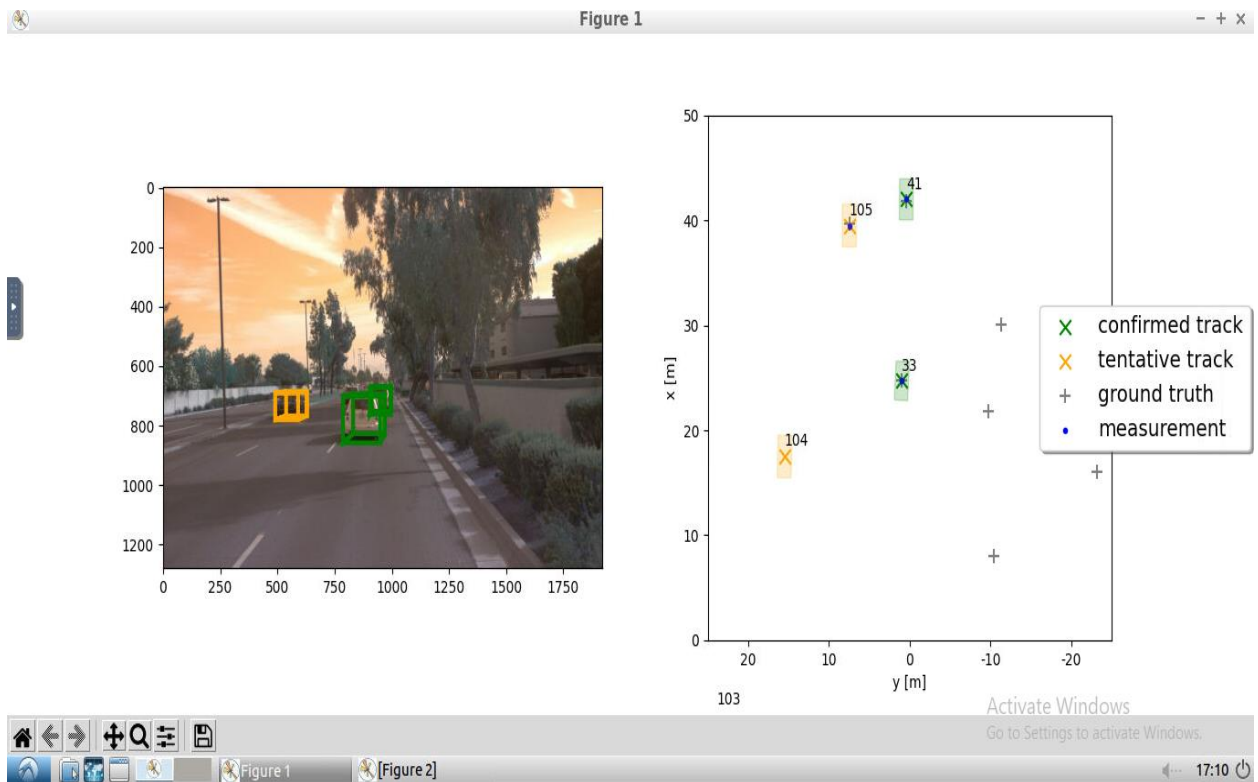 Figure 1
0
200
400
600
800
1000
1200
0 250 500 750 1000 1250 1500 1750
50
40
30
20
10
0
x [m]
41
105
33
104
20 10 0 -10 -20
y [m]
103
confirmed track
tentative track
ground truth
measurement
Activate Windows
Go to Settings to activate Windows.
Figure 1
[Figure 2]
17:10